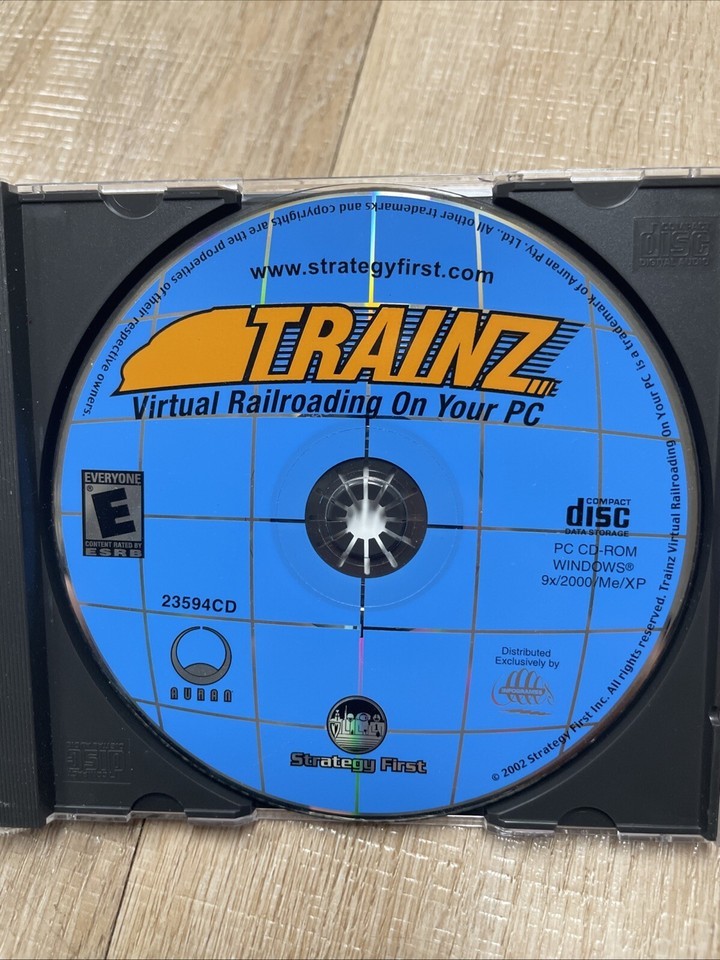 www.strategyfirst.com
TRAINZ
Virtual Railroading On Your PC
EVERYONE
E
®
CONTENT RATED BY
ESRB
COMPACT
disc
DATA STORAGE
PC CD-ROM
WINDOWS®
9x/2000/Me/XP
23594CD
AURAN
Distributed
Exclusively by
INFOGRAMES
Strategy First
© 2002 Strategy First Inc. All rights reserved. Trainz Virtual Railroading On Your PC is a trademark of Auran Pty. Ltd.. All other trademarks and copyrights are the properties of their respective owners.
COMPACT
disc
DIGITAL AUDIO